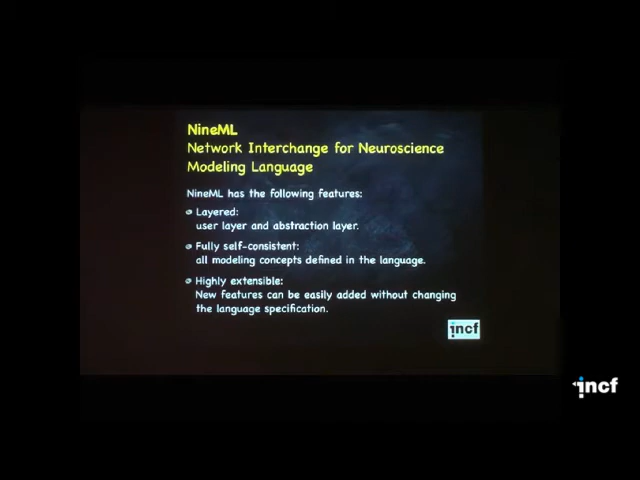 NineML
Network Interchange for Neuroscience
Modeling Language
NineML has the following features:
Layered:
user layer and abstraction layer.
Fully self-consistent:
all modeling concepts defined in the language.
Highly extensible:
New features can be easily added without changing
the language specification.
incf
incf